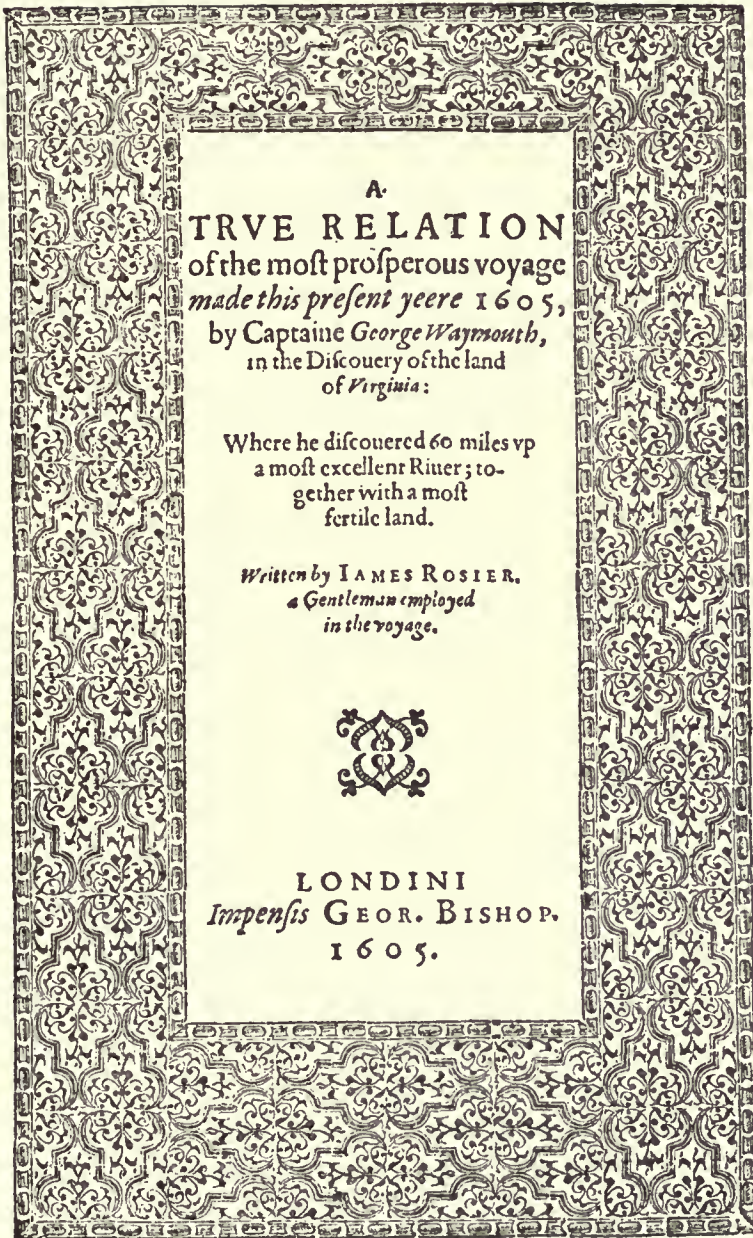 A
TRVE RELATION
of the moſt proſperous voyage
made this preſent yeere 1605,
by Captaine George Waymouth,
in the Diſcouery of the land
of Virginia:
Where he diſcouered 60 miles vp
a moſt excellent Riuer; to-
gether with a moſt
fertile land.
Written by IAMES ROSIER.
a Gentleman employed
in the voyage.
LONDINI
Impenſis GEOR. BISHOP.
1605.